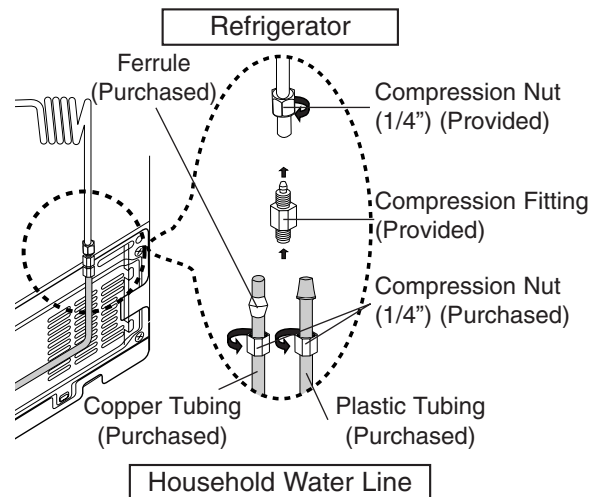 Refrigerator
Ferrule
(Purchased)
Compression Nut
(1/4”) (Provided)
Compression Fitting
(Provided)
Compression Nut
(1/4”) (Purchased)
Copper Tubing
(Purchased)
Plastic Tubing
(Purchased)
Household Water Line